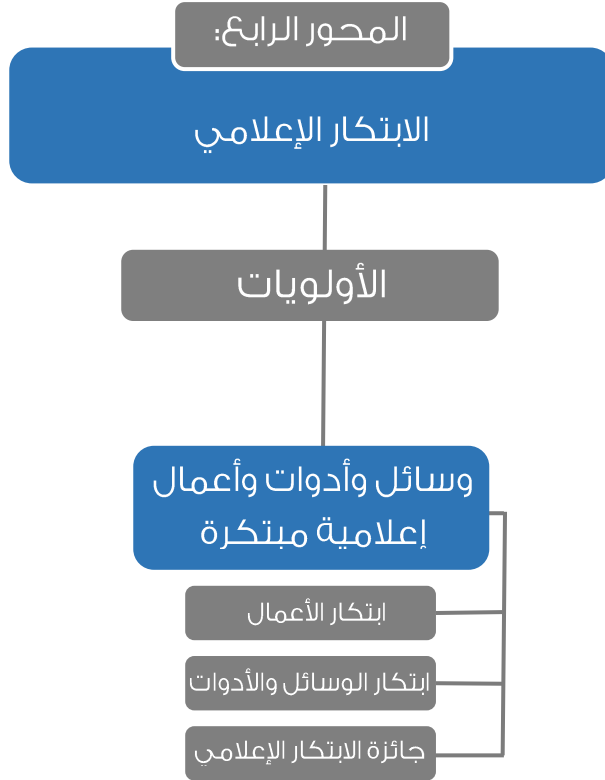 المحور الرابع:
الابتكار الإعلامي
الأولويات
وسائل وأدوات وأعمال
إعلامية مبتكرة
ابتكار الأعمال
ابتكار الوسائل والأدوات
جائزة الابتكار الإعلامي